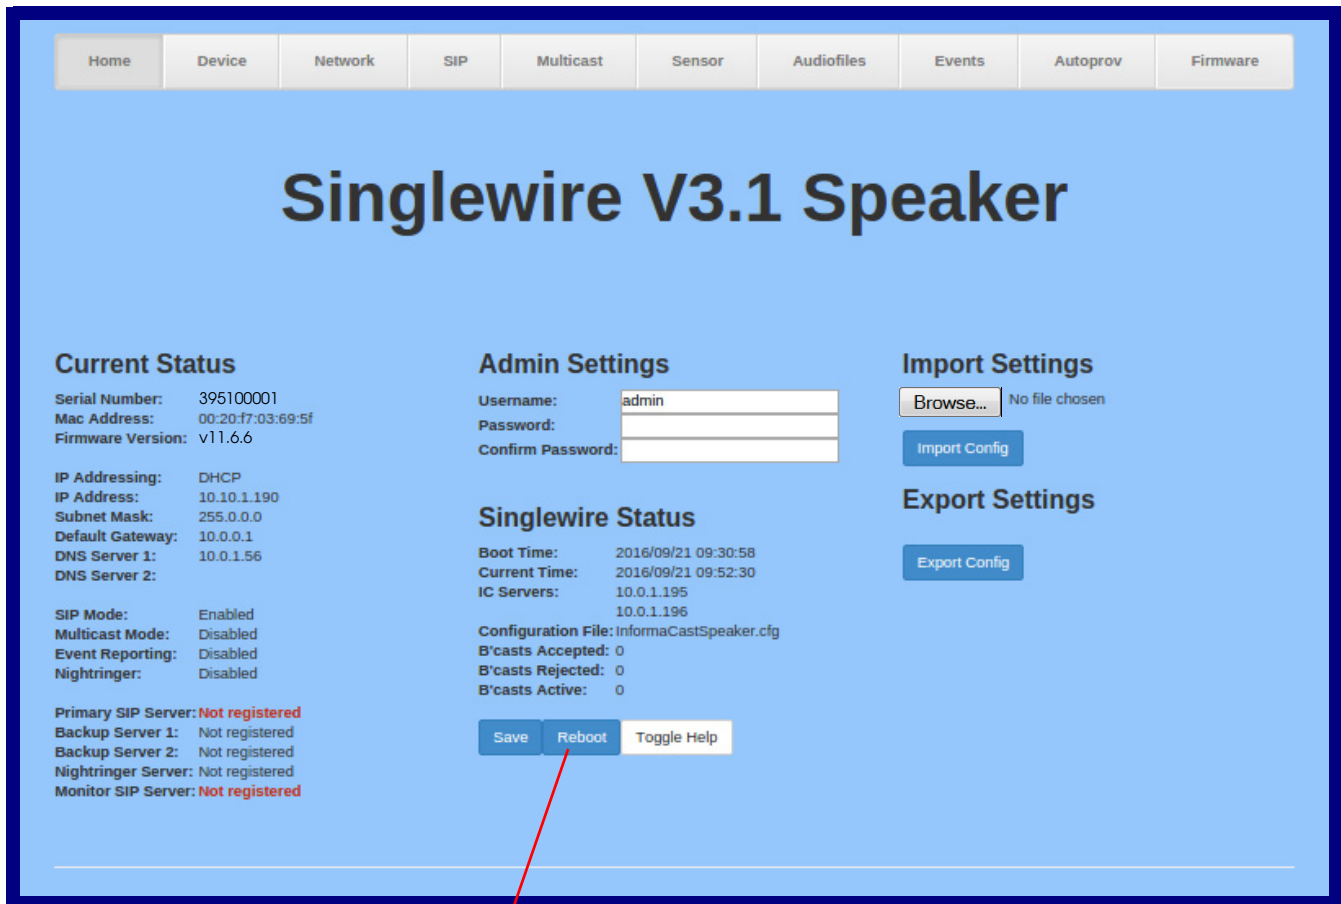 Home Device Network SIP Multicast Sensor Audiofiles Events Autoprov Firmware
Singlewire V3.1 Speaker
Current Status
Serial Number: 395100001
Mac Address: 00:20:f7:03:69:5f
Firmware Version: v11.6.6
IP Addressing: DHCP
IP Address: 10.10.1.190
Subnet Mask: 255.0.0.0
Default Gateway: 10.0.0.1
DNS Server 1: 10.0.1.56
DNS Server 2:
SIP Mode: Enabled
Multicast Mode: Disabled
Event Reporting: Disabled
Nightringer: Disabled
Primary SIP Server: Not registered
Backup Server 1: Not registered
Backup Server 2: Not registered
Nightringer Server: Not registered
Monitor SIP Server: Not registered
Admin Settings
Username: admin
Password:
Confirm Password:
Singlewire Status
Boot Time: 2016/09/21 09:30:58
Current Time: 2016/09/21 09:52:30
IC Servers: 10.0.1.195
10.0.1.196
Configuration File: InformaCastSpeaker.cfg
B'casts Accepted: 0
B'casts Rejected: 0
B'casts Active: 0
Save Reboot Toggle Help
Import Settings
Browse... No file chosen
Import Config
Export Settings
Export Config